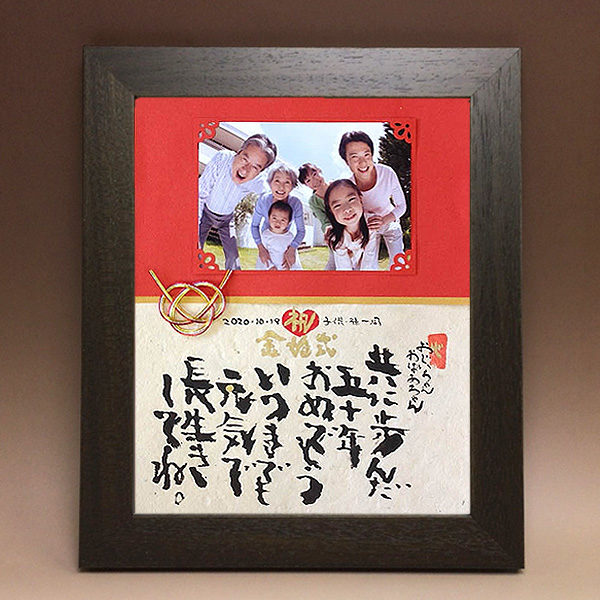 2020・10・19 祝 子供・孫一同
金婚式
おじいちゃん
おばあちゃん
共に歩んだ
五十年
おめでとう
いつまでも
元気で
長生き
してね。